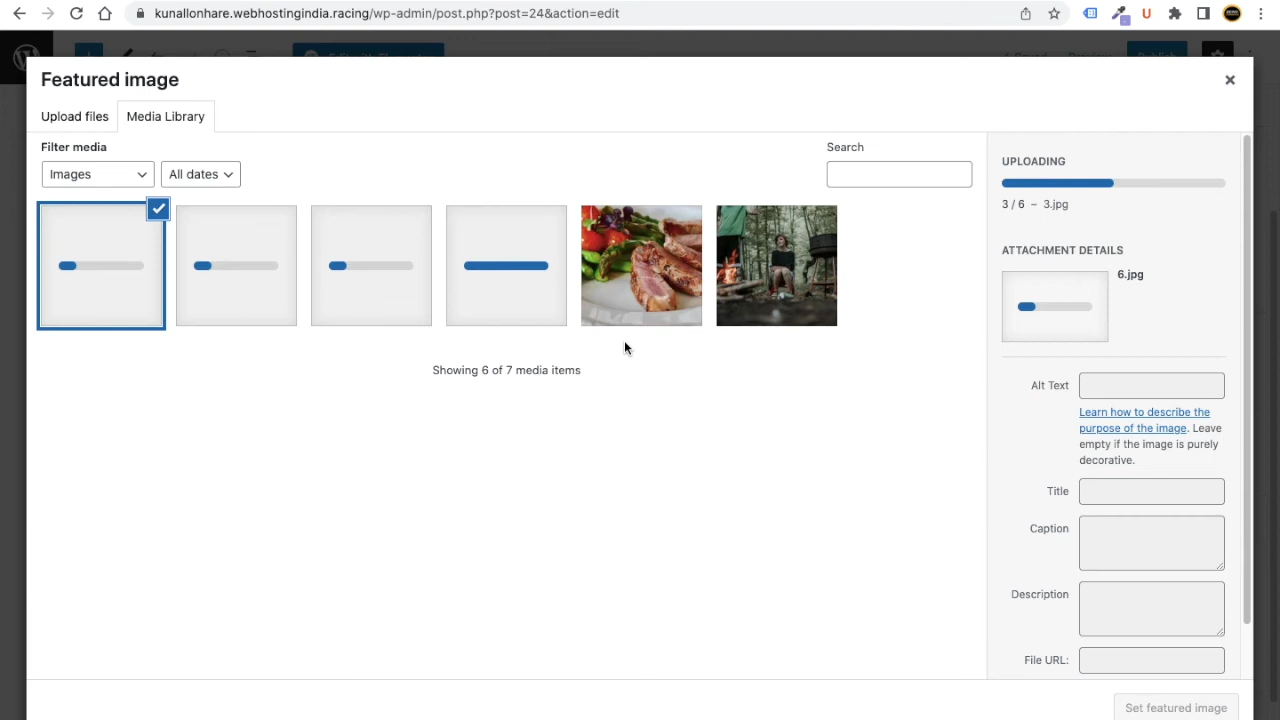 kunallonhare.webhostingindia.racing/wp-admin/post.php?post=24&action=edit
Featured image
Upload files
Media Library
Filter media
Search
Images
All dates
Showing 6 of 7 media items
UPLOADING
3 / 6 – 3.jpg
ATTACHMENT DETAILS
6.jpg
Alt Text
Learn how to describe the
purpose of the image. Leave
empty if the image is purely
decorative.
Title
Caption
Description
File URL:
Set featured image